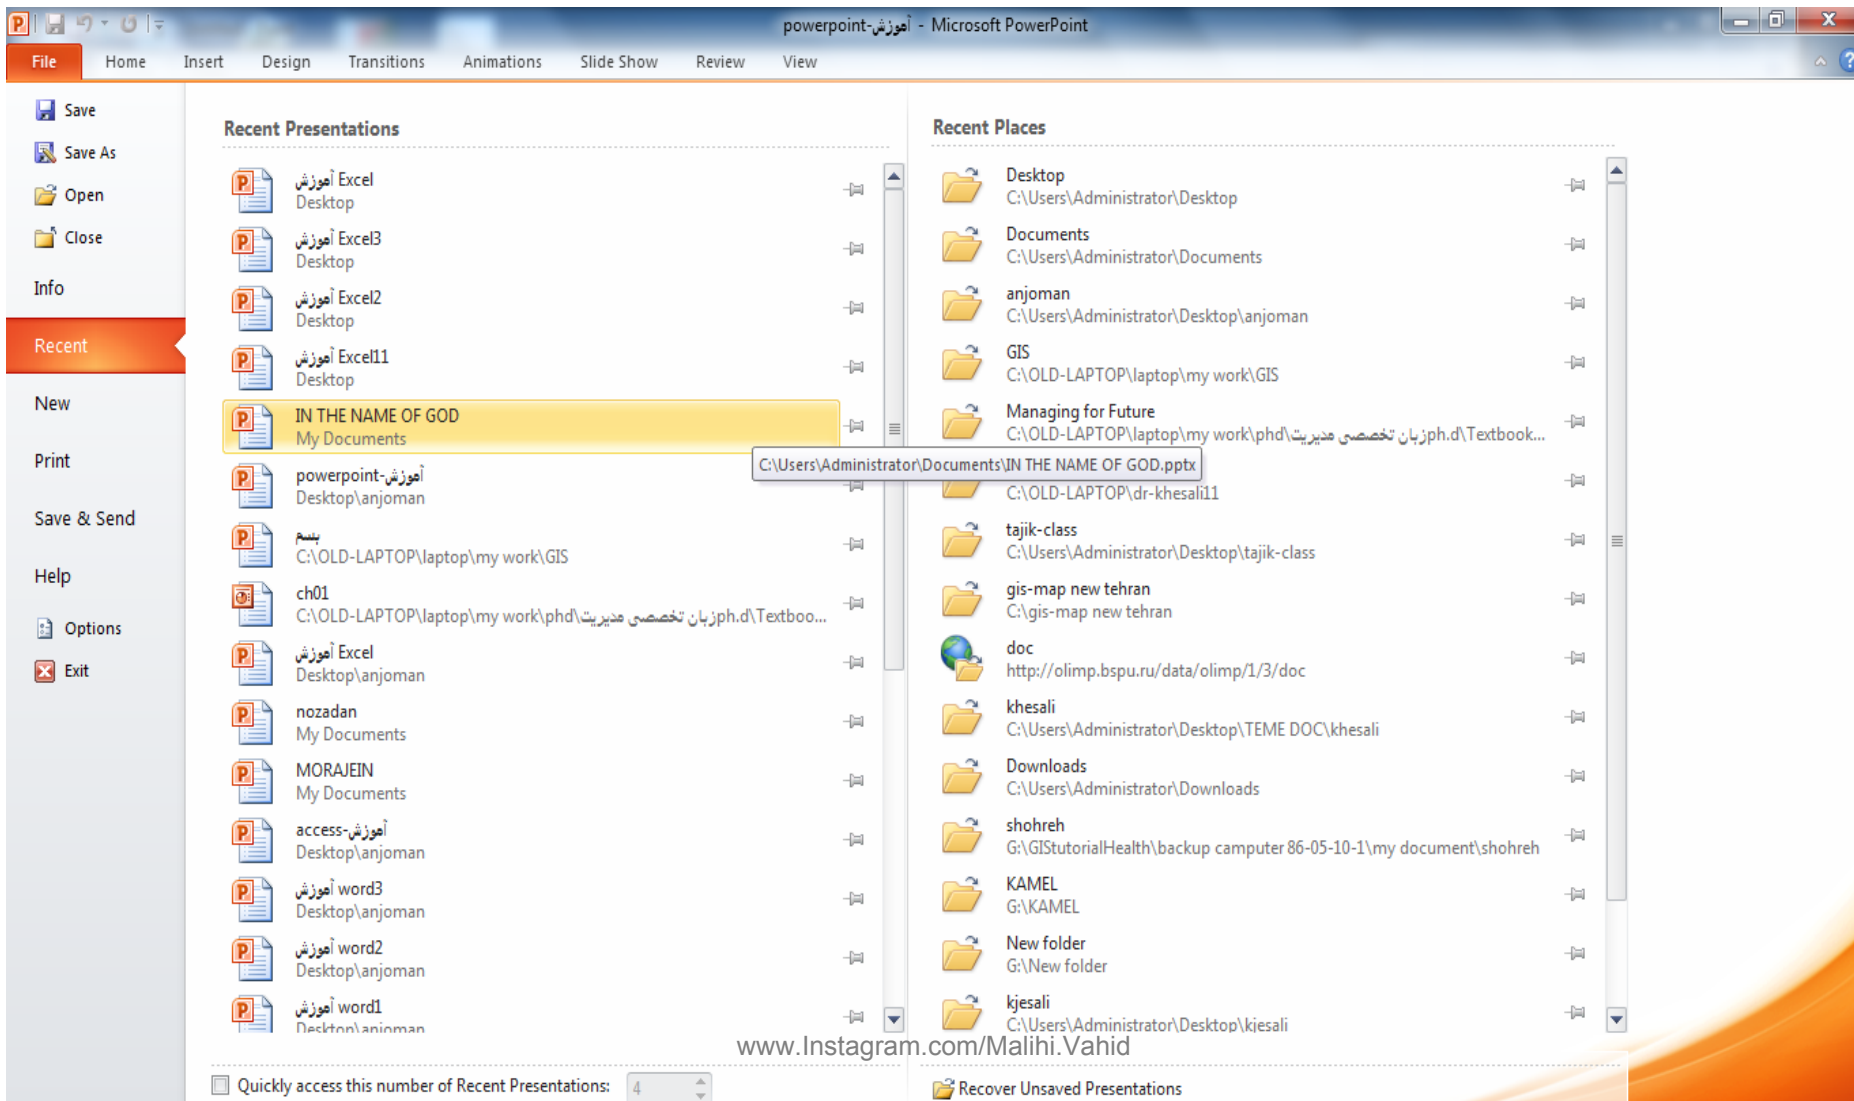 آموزش-powerpoint - Microsoft PowerPoint
File Home Insert Design Transitions Animations Slide Show Review View
Save
Save As
Open
Close
Info
Recent
New
Print
Save & Send
Help
Options
Exit
Recent Presentations
آموزش Excel
Desktop
آموزش Excel3
Desktop
آموزش Excel2
Desktop
آموزش Excel11
Desktop
IN THE NAME OF GOD
My Documents
آموزش-powerpoint
Desktop\anjoman
بسم
C:\OLD-LAPTOP\laptop\my work\GIS
ch01
C:\OLD-LAPTOP\laptop\my work\phd\زبان تخصصی مدیریت ph.d\Textboo...
آموزش Excel
Desktop\anjoman
nozadan
My Documents
MORAJEIN
My Documents
آموزش-access
Desktop\anjoman
آموزش word3
Desktop\anjoman
آموزش word2
Desktop\anjoman
آموزش word1
Desktop\anjoman
Quickly access this number of Recent Presentations: 4
Recent Places
Desktop
C:\Users\Administrator\Desktop
Documents
C:\Users\Administrator\Documents
anjoman
C:\Users\Administrator\Desktop\anjoman
GIS
C:\OLD-LAPTOP\laptop\my work\GIS
Managing for Future
C:\OLD-LAPTOP\laptop\my work\phd\زبان تخصصی مدیریت ph.d\Textbook...
C:\Users\Administrator\Documents\IN THE NAME OF GOD.pptx
C:\OLD-LAPTOP\dr-khesali11
tajik-class
C:\Users\Administrator\Desktop\tajik-class
gis-map new tehran
C:\gis-map new tehran
doc
http://olimp.bspu.ru/data/olimp/1/3/doc
khesali
C:\Users\Administrator\Desktop\TEME DOC\khesali
Downloads
C:\Users\Administrator\Downloads
shohreh
G:\GIStutorialHealth\backup camputer 86-05-10-1\my document\shohreh
KAMEL
G:\KAMEL
New folder
G:\New folder
kjesali
C:\Users\Administrator\Desktop\kjesali
Recover Unsaved Presentations
www.Instagram.com/Malihi.Vahid